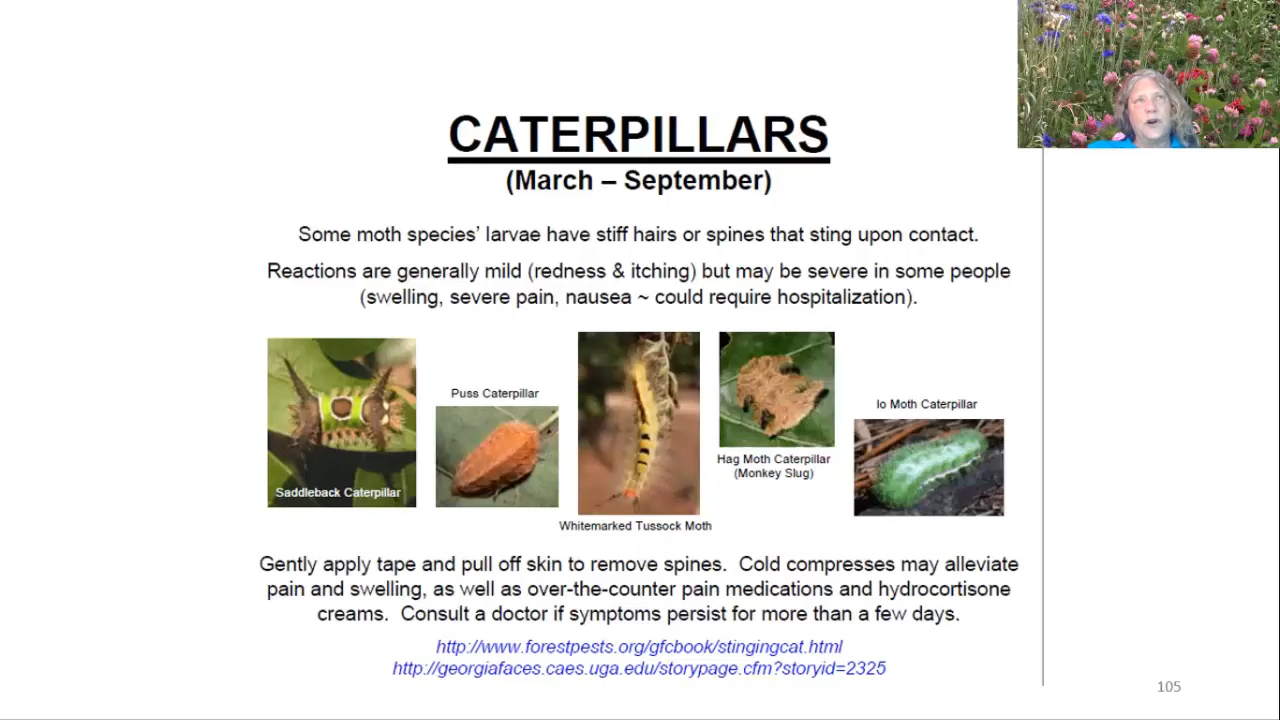 CATERPILLARS
(March – September)
Some moth species’ larvae have stiff hairs or spines that sting upon contact.
Reactions are generally mild (redness & itching) but may be severe in some people
(swelling, severe pain, nausea ~ could require hospitalization).
Saddleback Caterpillar
Puss Caterpillar
Whitemarked Tussock Moth
Hag Moth Caterpillar
(Monkey Slug)
Io Moth Caterpillar
Gently apply tape and pull off skin to remove spines.  Cold compresses may alleviate
pain and swelling, as well as over-the-counter pain medications and hydrocortisone
creams.  Consult a doctor if symptoms persist for more than a few days.
http://www.forestpests.org/gfcbook/stingingcat.html
http://georgiafaces.caes.uga.edu/storypage.cfm?storyid=2325
105